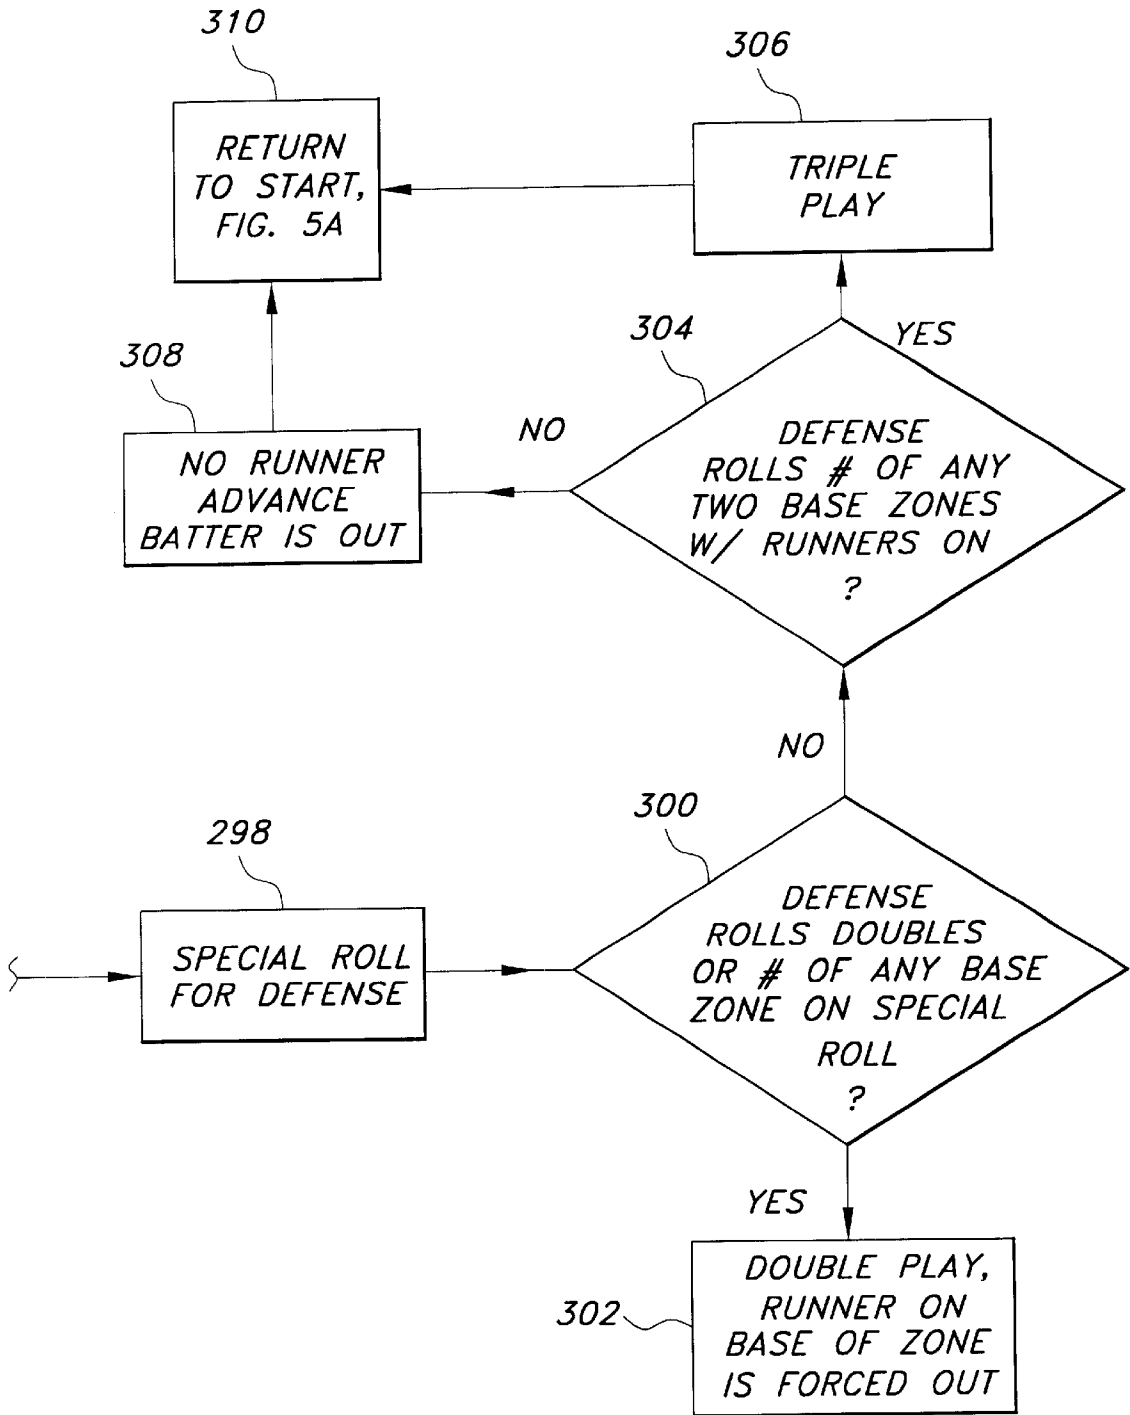 310
RETURN
TO START,
FIG. 5A
306
TRIPLE
PLAY
308
NO RUNNER
ADVANCE
BATTER IS OUT
304
YES
NO
DEFENSE
ROLLS # OF ANY
TWO BASE ZONES
W/ RUNNERS ON
?
NO
298
SPECIAL ROLL
FOR DEFENSE
300
DEFENSE
ROLLS DOUBLES
OR # OF ANY BASE
ZONE ON SPECIAL
ROLL
?
YES
302
DOUBLE PLAY,
RUNNER ON
BASE OF ZONE
IS FORCED OUT